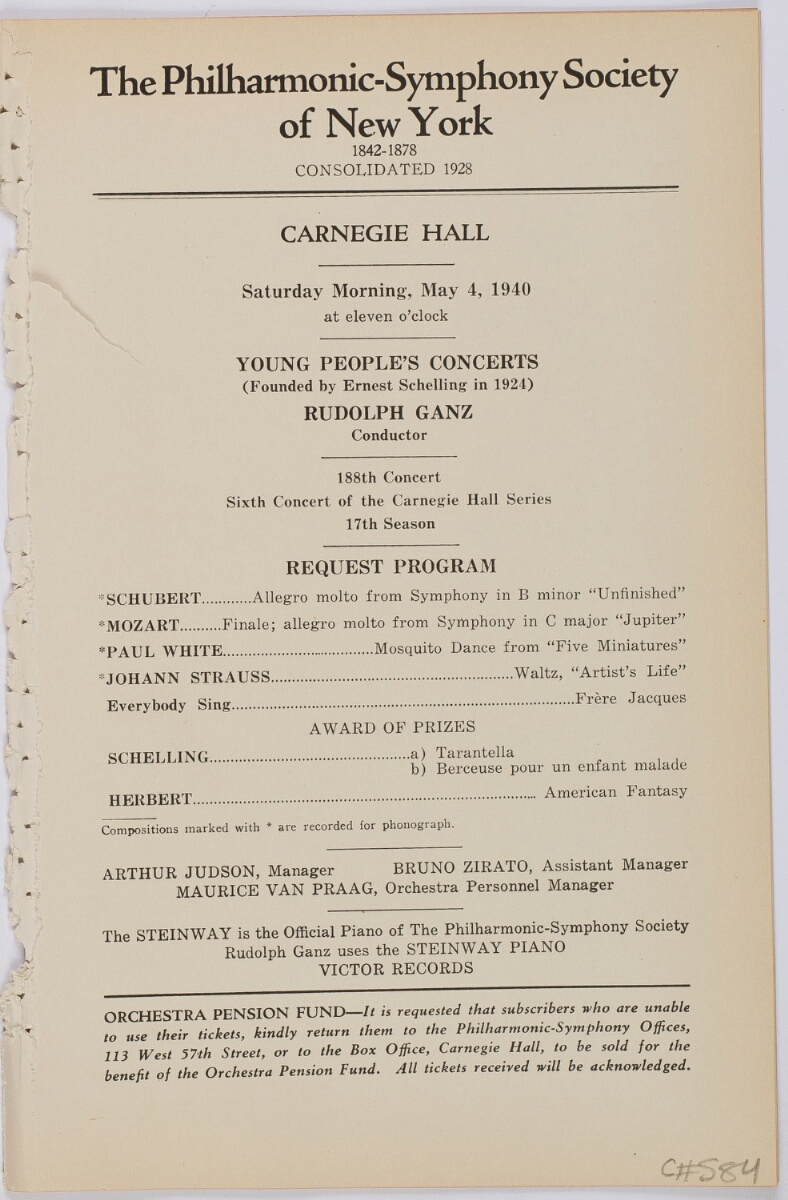 The Philharmonic-Symphony Society
of New York
1842-1878
CONSOLIDATED 1928
CARNEGIE HALL
Saturday Morning, May 4, 1940
at eleven o'clock
YOUNG PEOPLE'S CONCERTS
(Founded by Ernest Schelling in 1924)
RUDOLPH GANZ
Conductor
188th Concert
Sixth Concert of the Carnegie Hall Series
17th Season
REQUEST PROGRAM
*SCHUBERT............Allegro molto from Symphony in B minor "Unfinished"
*MOZART..........Finale; allegro molto from Symphony in C major "Jupiter"
*PAUL WHITE....................................Mosquito Dance from "Five Miniatures"
*JOHANN STRAUSS..........................................................Waltz, "Artist's Life"
Everybody Sing..................................................................................Frère Jacques
AWARD OF PRIZES
SCHELLING................................................a) Tarantella
b) Berceuse pour un enfant malade
HERBERT.................................................................................. American Fantasy
Compositions marked with * are recorded for phonograph.
ARTHUR JUDSON, Manager BRUNO ZIRATO, Assistant Manager
MAURICE VAN PRAAG, Orchestra Personnel Manager
The STEINWAY is the Official Piano of The Philharmonic-Symphony Society
Rudolph Ganz uses the STEINWAY PIANO
VICTOR RECORDS
ORCHESTRA PENSION FUND—It is requested that subscribers who are unable
to use their tickets, kindly return them to the Philharmonic-Symphony Offices,
113 West 57th Street, or to the Box Office, Carnegie Hall, to be sold for the
benefit of the Orchestra Pension Fund. All tickets received will be acknowledged.
C#584